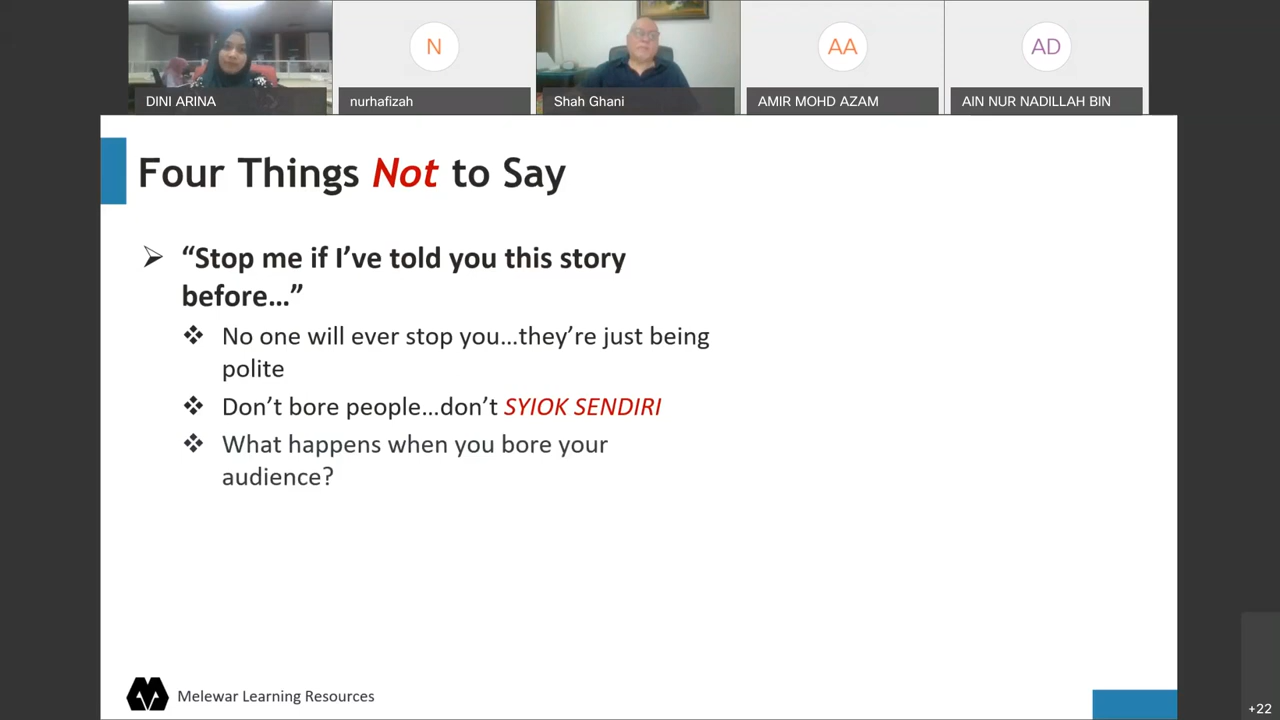 N
AA
AD
DINI ARINA
nurhafizah
Shah Ghani
AMIR MOHD AZAM
AIN NUR NADILLAH BIN
Four Things Not to Say
➢ “Stop me if I’ve told you this story
before…”
❖ No one will ever stop you…they’re just being
polite
❖ Don’t bore people…don’t SYIOK SENDIRI
❖ What happens when you bore your
audience?
Melewar Learning Resources
+22